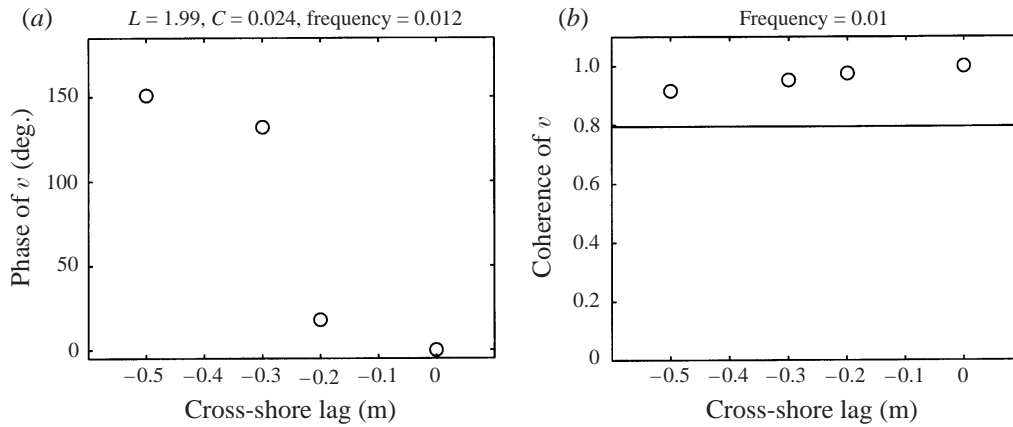 (a)
L = 1.99, C = 0.024, frequency = 0.012
Phase of v (deg.)
150
100
50
0
−0.5 −0.4 −0.3 −0.2 −0.1 0
Cross-shore lag (m)
(b)
Frequency = 0.01
Coherence of v
1.0
0.8
0.6
0.4
0.2
0
−0.5 −0.4 −0.3 −0.2 −0.1 0
Cross-shore lag (m)